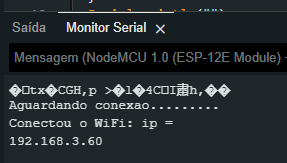 Saída
Monitor Serial
Mensagem (NodeMCU 1.0 (ESP-12E Module)
Aguardando conexao.........
Conectou o WiFi: ip =
192.168.3.60